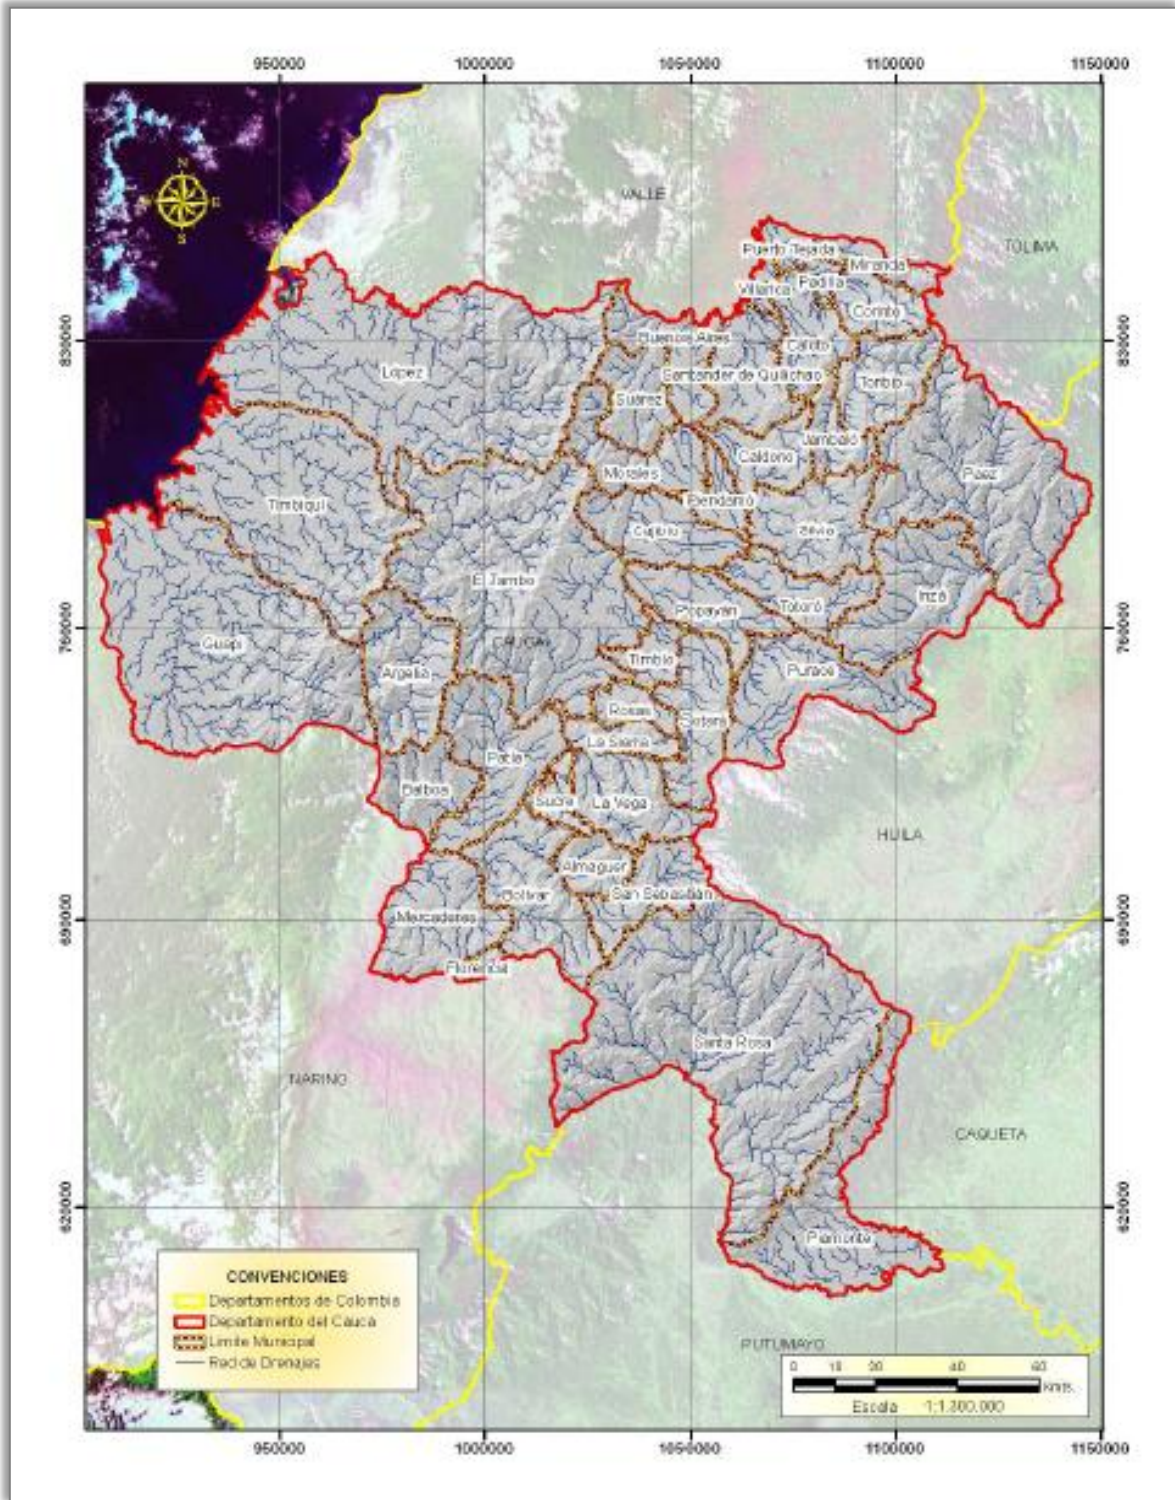 950000 1000000 1050000 1100000 1150000
N
W E
S
VALLE
TOLIMA
Puerto Tejada
Miranda
Villarica Padilla
Corinto
830000 830000
Buenos Aires Caloto
López
Santander de Quilichao
Toribio
Suárez
Jambaló
Caldono
Morales Páez
Piendamó
Timbiquí
Cajibío Silvia
El Tambo
Inzá
Popayán Totoró
760000 760000
Guapi CAUCA
Timbío
Argelia Puracé
Rosas
Sotara
La Sierra
Patía
Balboa
Sucre La Vega
HUILA
Almaguer
Bolívar San Sebastián
Mercaderes
690000 690000
Florencia
Santa Rosa
NARIÑO
CAQUETA
620000 620000
Piamonte
CONVENCIONES
Departamentos de Colombia
Departamento del Cauca
Limite Municipal
Red de Drenajes
PUTUMAYO
0 10 20 40 60
Kmts.
Escala 1:1.300.000
950000 1000000 1050000 1100000 1150000